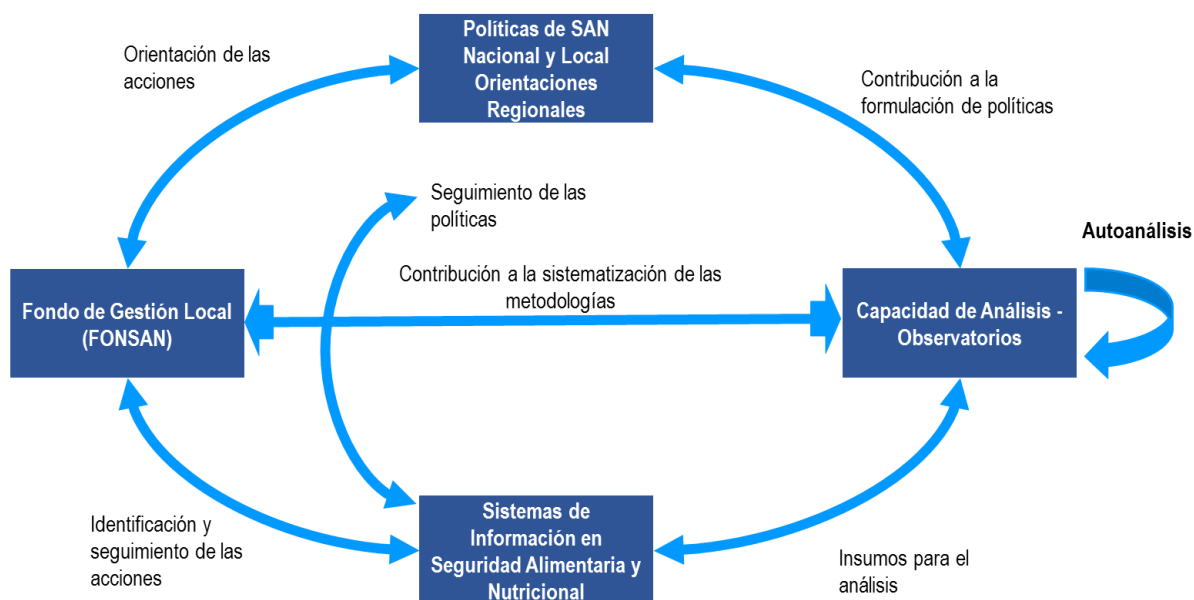 Políticas de SAN
Nacional y Local
Orientaciones
Regionales
Orientación de las
acciones
Contribución a la
formulación de políticas
Seguimiento de las
políticas
Autoanálisis
Contribución a la sistematización de las
metodologías
Fondo de Gestión Local
(FONSAN)
Capacidad de Análisis -
Observatorios
Identificación y
seguimiento de las
acciones
Sistemas de
Información en
Seguridad Alimentaria y
Nutricional
Insumos para el
análisis